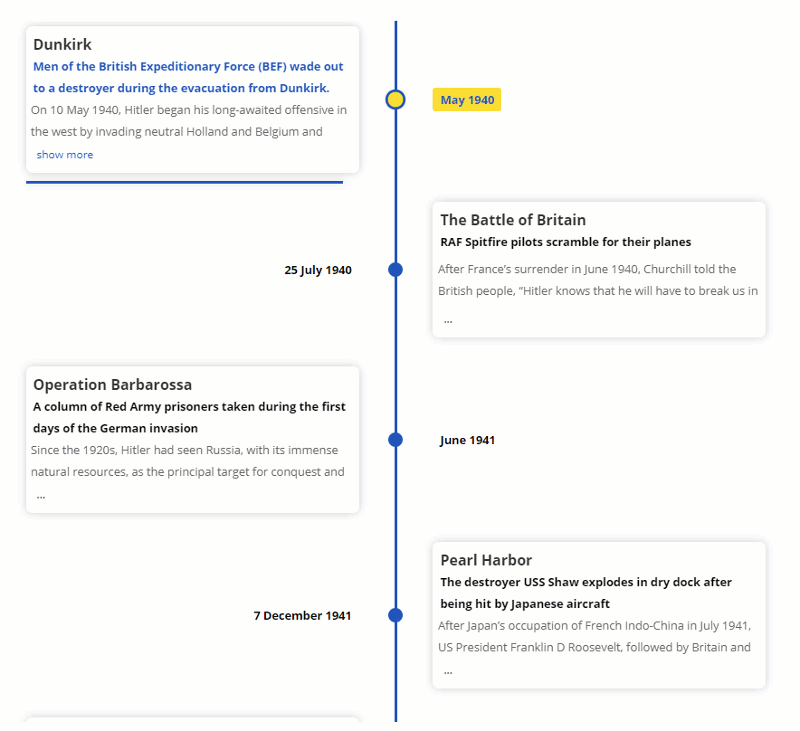 Dunkirk
Men of the British Expeditionary Force (BEF) wade out
to a destroyer during the evacuation from Dunkirk.
On 10 May 1940, Hitler began his long-awaited offensive in
the west by invading neutral Holland and Belgium and
show more
May 1940
The Battle of Britain
RAF Spitfire pilots scramble for their planes
After France’s surrender in June 1940, Churchill told the
British people, “Hitler knows that he will have to break us in
...
25 July 1940
Operation Barbarossa
A column of Red Army prisoners taken during the first
days of the German invasion
Since the 1920s, Hitler had seen Russia, with its immense
natural resources, as the principal target for conquest and
...
June 1941
Pearl Harbor
The destroyer USS Shaw explodes in dry dock after
being hit by Japanese aircraft
After Japan’s occupation of French Indo-China in July 1941,
US President Franklin D Roosevelt, followed by Britain and
...
7 December 1941